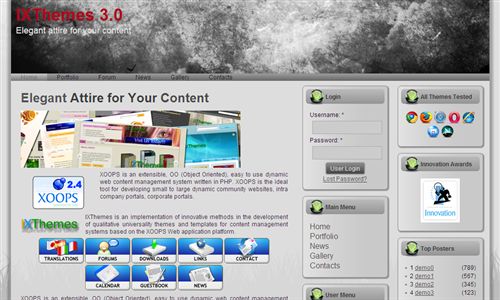 IXThemes 3.0
Elegant attire for your content
Home Portfolio Forum News Gallery Contacts
Elegant Attire for Your Content
XOOPS is an extensible, OO (Object Oriented), easy to use dynamic
web content management system written in PHP. XOOPS is the ideal
tool for developing small to large dynamic community websites, intra
company portals, corporate portals.
2.4
XOOPS
IXThemes
IXThemes is an implementation of innovative methods in the development
of qualitative universality themes and templates for content management
systems based on the XOOPS Web application platform.
TRANSLATIONS FORUMS DOWNLOADS LINKS CONTACT
CALENDAR GUESTBOOK NEWS
XOOPS is an extensible, OO (Object Oriented), easy to use dynamic web content management
Login
Username: *
Password: *
User Login
Lost Password?
Main Menu
Home
Portfolio
News
Gallery
Contacts
User Menu
All Themes Tested
Innovation Awards
Innovation
Top Posters
1 demo0
2 demo1
3 demo2
4 demo3